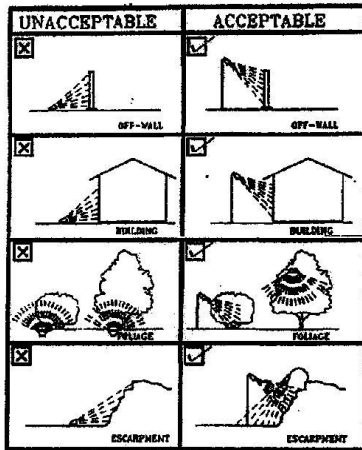 UNACCEPTABLE ACCEPTABLE
OFF-WALL OFF-WALL
BUILDING BUILDING
FOLIAGE FOLIAGE
ESCARPMENT ESCARPMENT